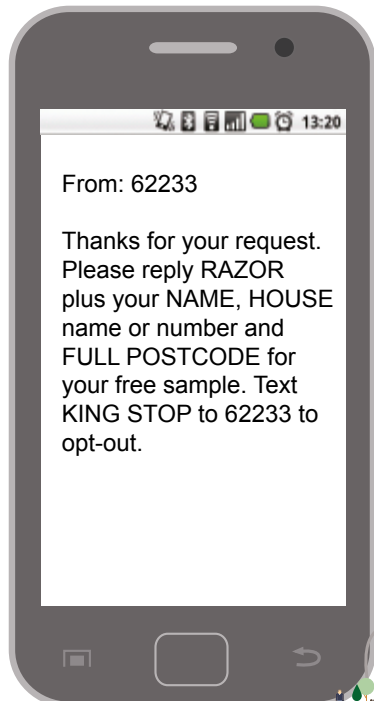 13:20
From: 62233
Thanks for your request.
Please reply RAZOR
plus your NAME, HOUSE
name or number and
FULL POSTCODE for
your free sample. Text
KING STOP to 62233 to
opt-out.